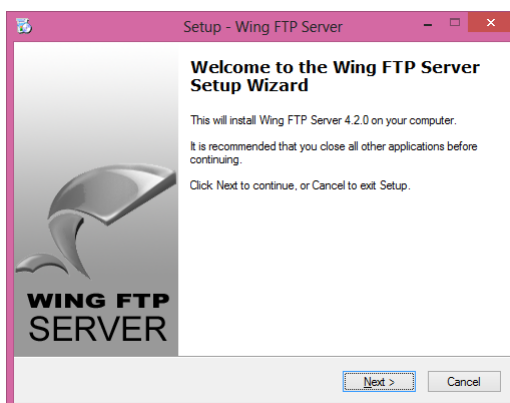 Setup - Wing FTP Server
Welcome to the Wing FTP Server
Setup Wizard
This will install Wing FTP Server 4.2.0 on your computer.
It is recommended that you close all other applications before
continuing.
Click Next to continue, or Cancel to exit Setup.
WING FTP
SERVER
Next >
Cancel